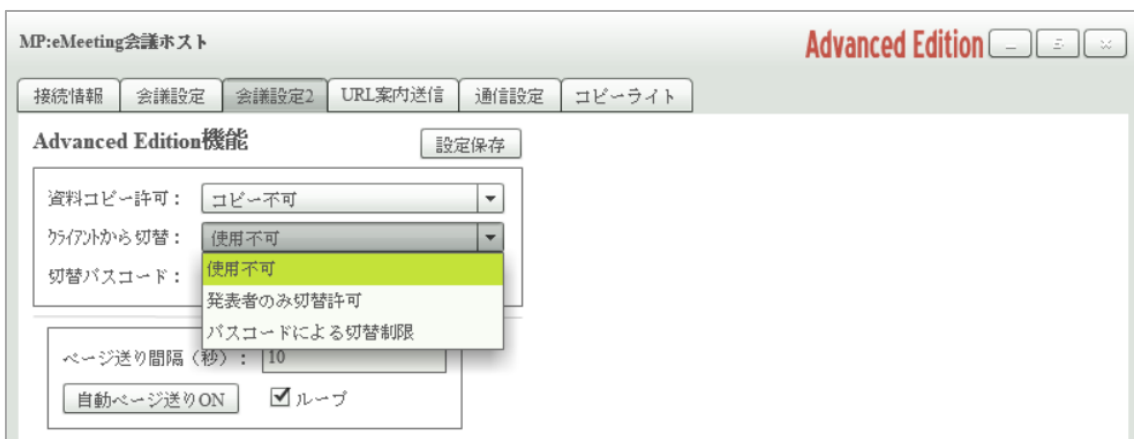 MP:eMeeting会議ホスト
Advanced Edition
接続情報 会議設定 会議設定2 URL案内送信 通信設定 コピーライト
Advanced Edition機能 設定保存
資料コピー許可： コピー不可
ｸﾗｲｱﾝﾄから切替： 使用不可
切替パスコード：
使用不可
発表者のみ切替許可
パスコードによる切替制限
ページ送り間隔（秒）： 10
自動ページ送りON ループ